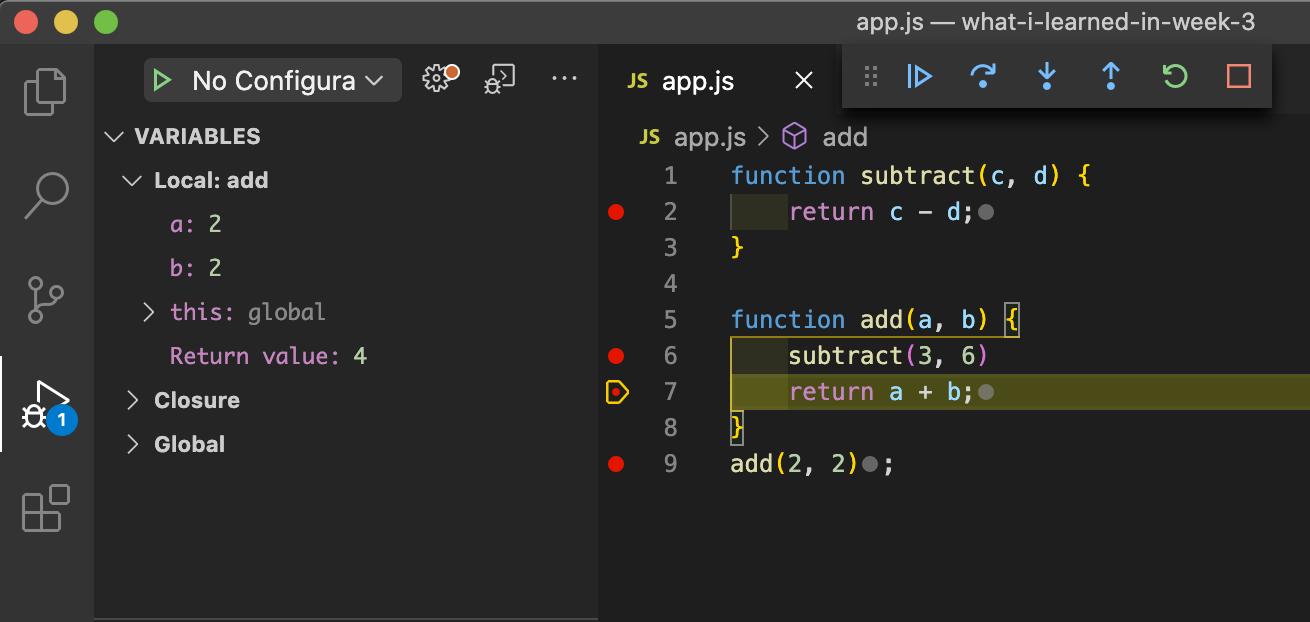 app.js — what-i-learned-in-week-3
No Configura
VARIABLES
Local: add
a: 2
b: 2
this: global
Return value: 4
Closure
Global
1
JS app.js
JS app.js > add
1 function subtract(c, d) {
2 return c - d;
3 }
4
5 function add(a, b) {
6 subtract(3, 6)
7 return a + b;
8 }
9 add(2, 2) ;